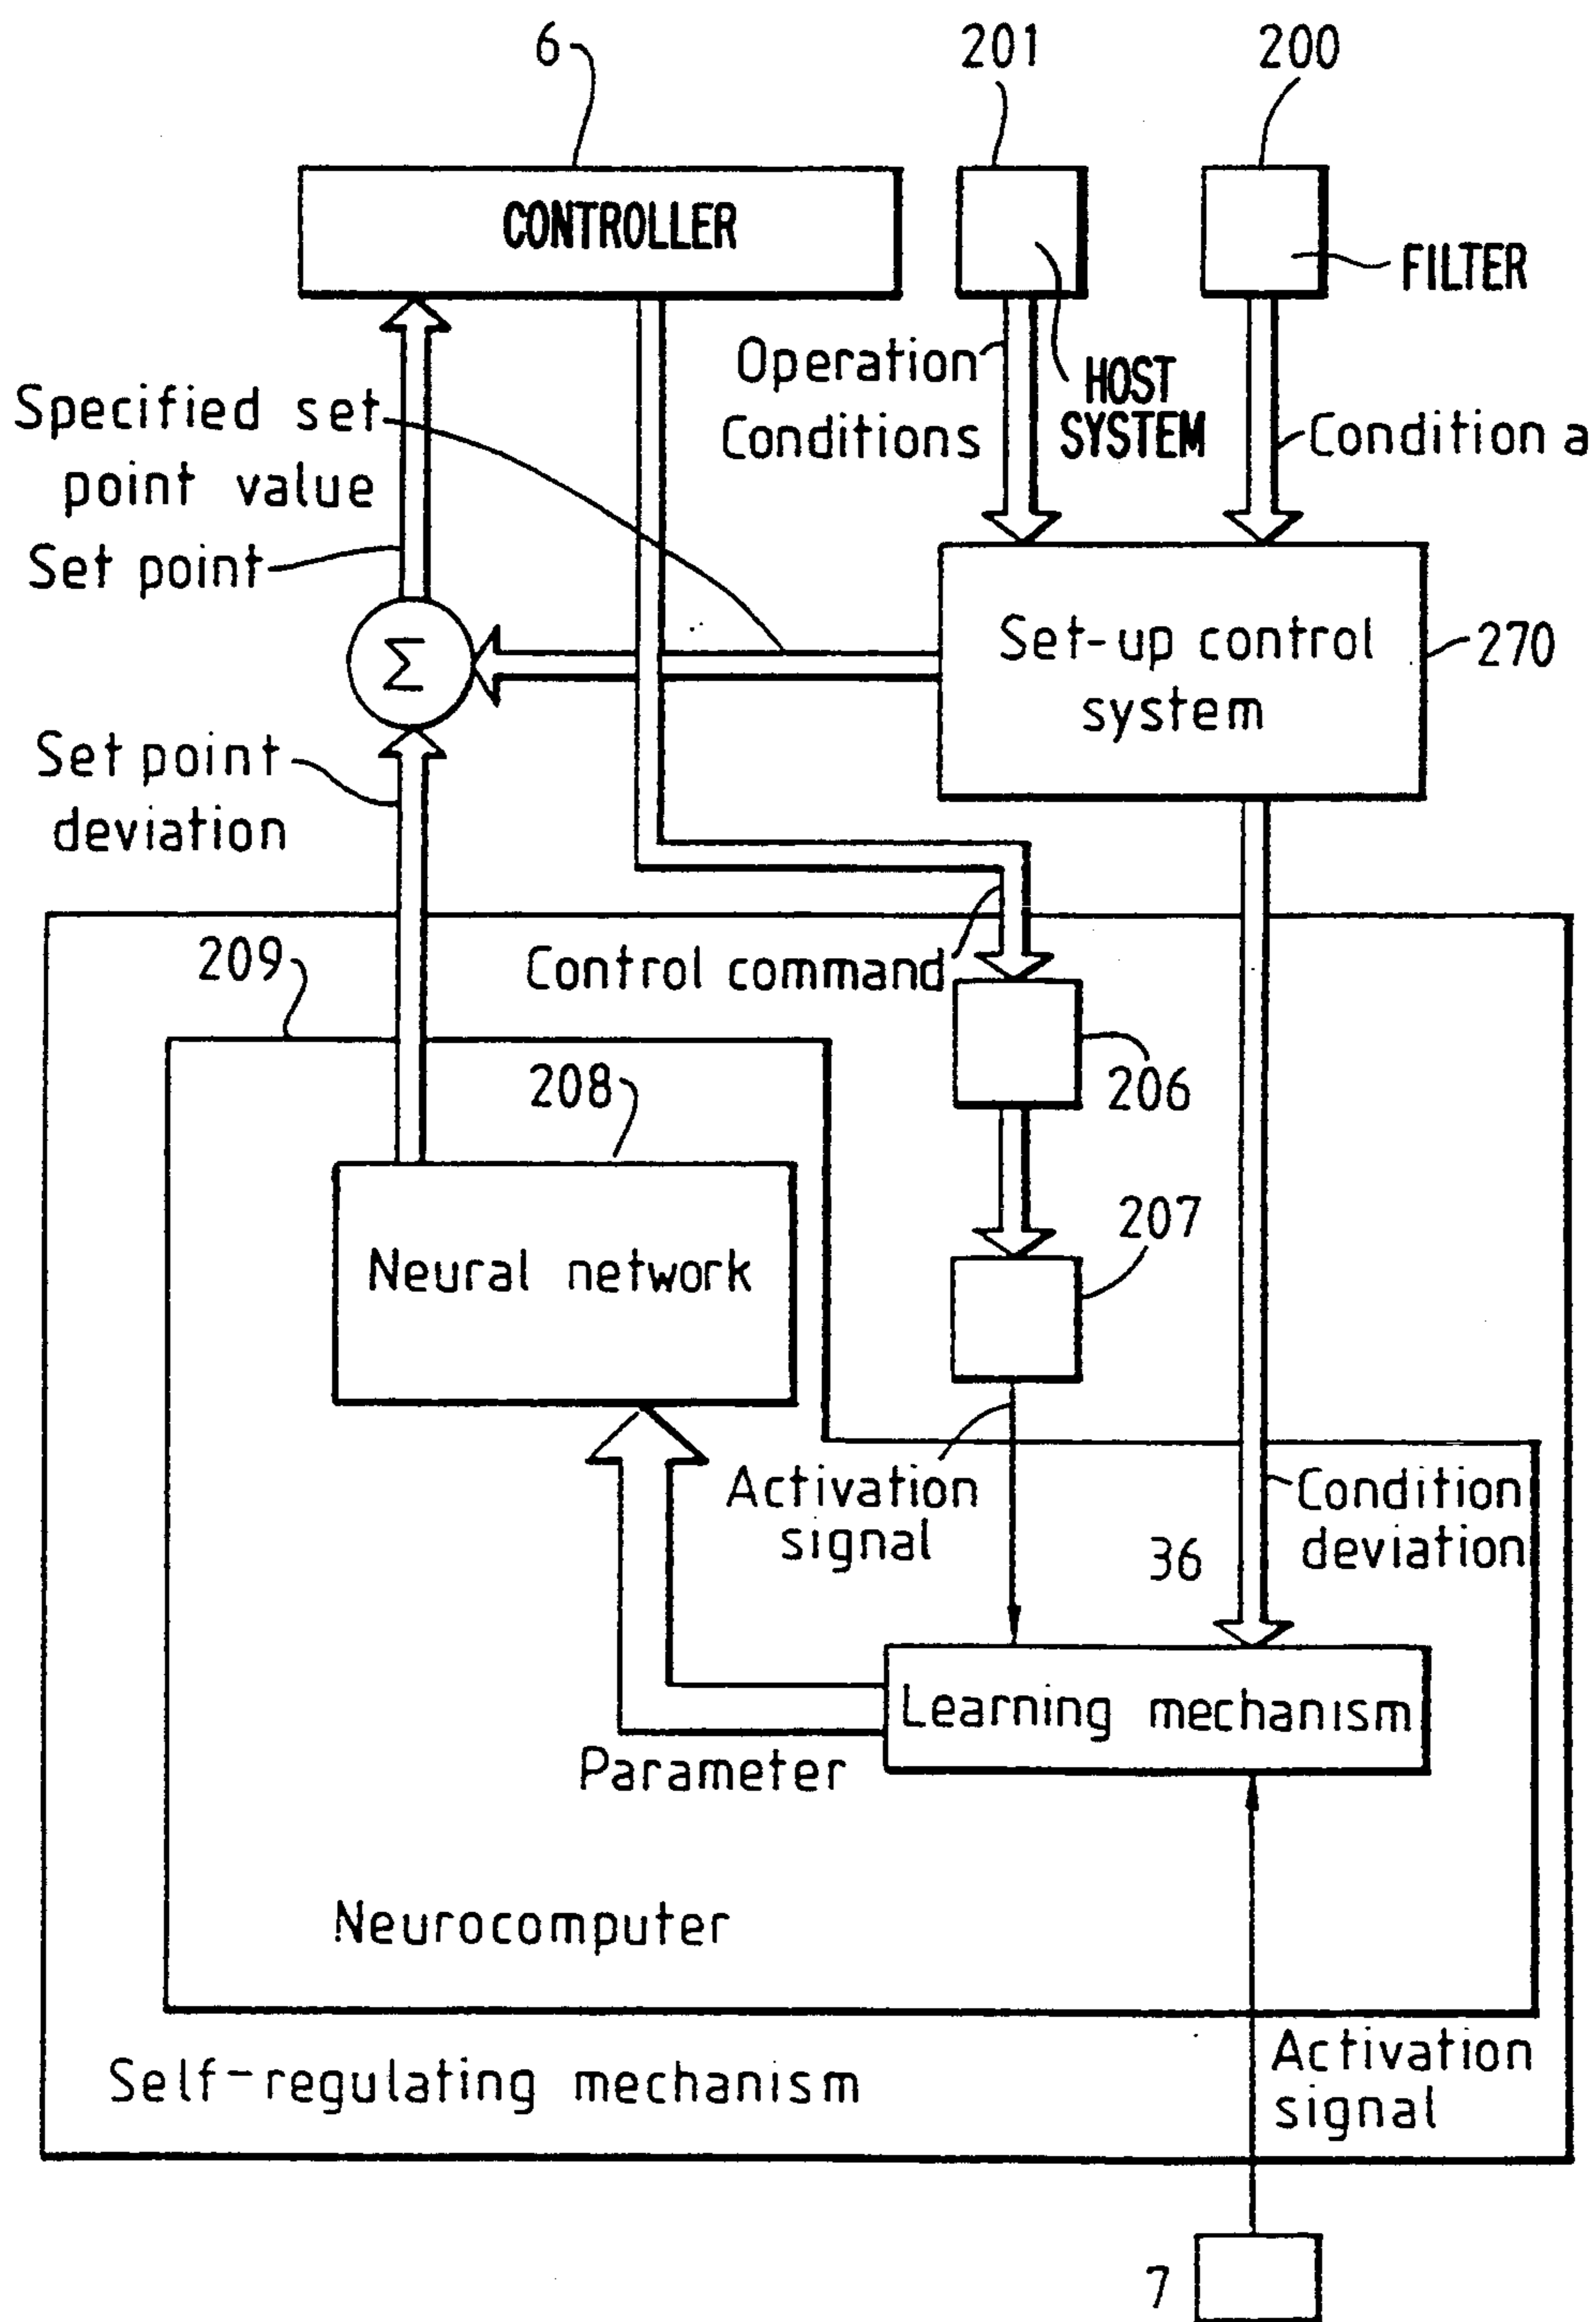 6
201
200
CONTROLLER
FILTER
Operation
Conditions
HOST
SYSTEM
Condition a
Specified set
point value
Set point
Σ
Set-up control
system
270
Set point
deviation
209
Control command
208
206
Neural network
207
Activation
signal
Condition
deviation
36
Learning mechanism
Parameter
Neurocomputer
Self-regulating mechanism
Activation
signal
7